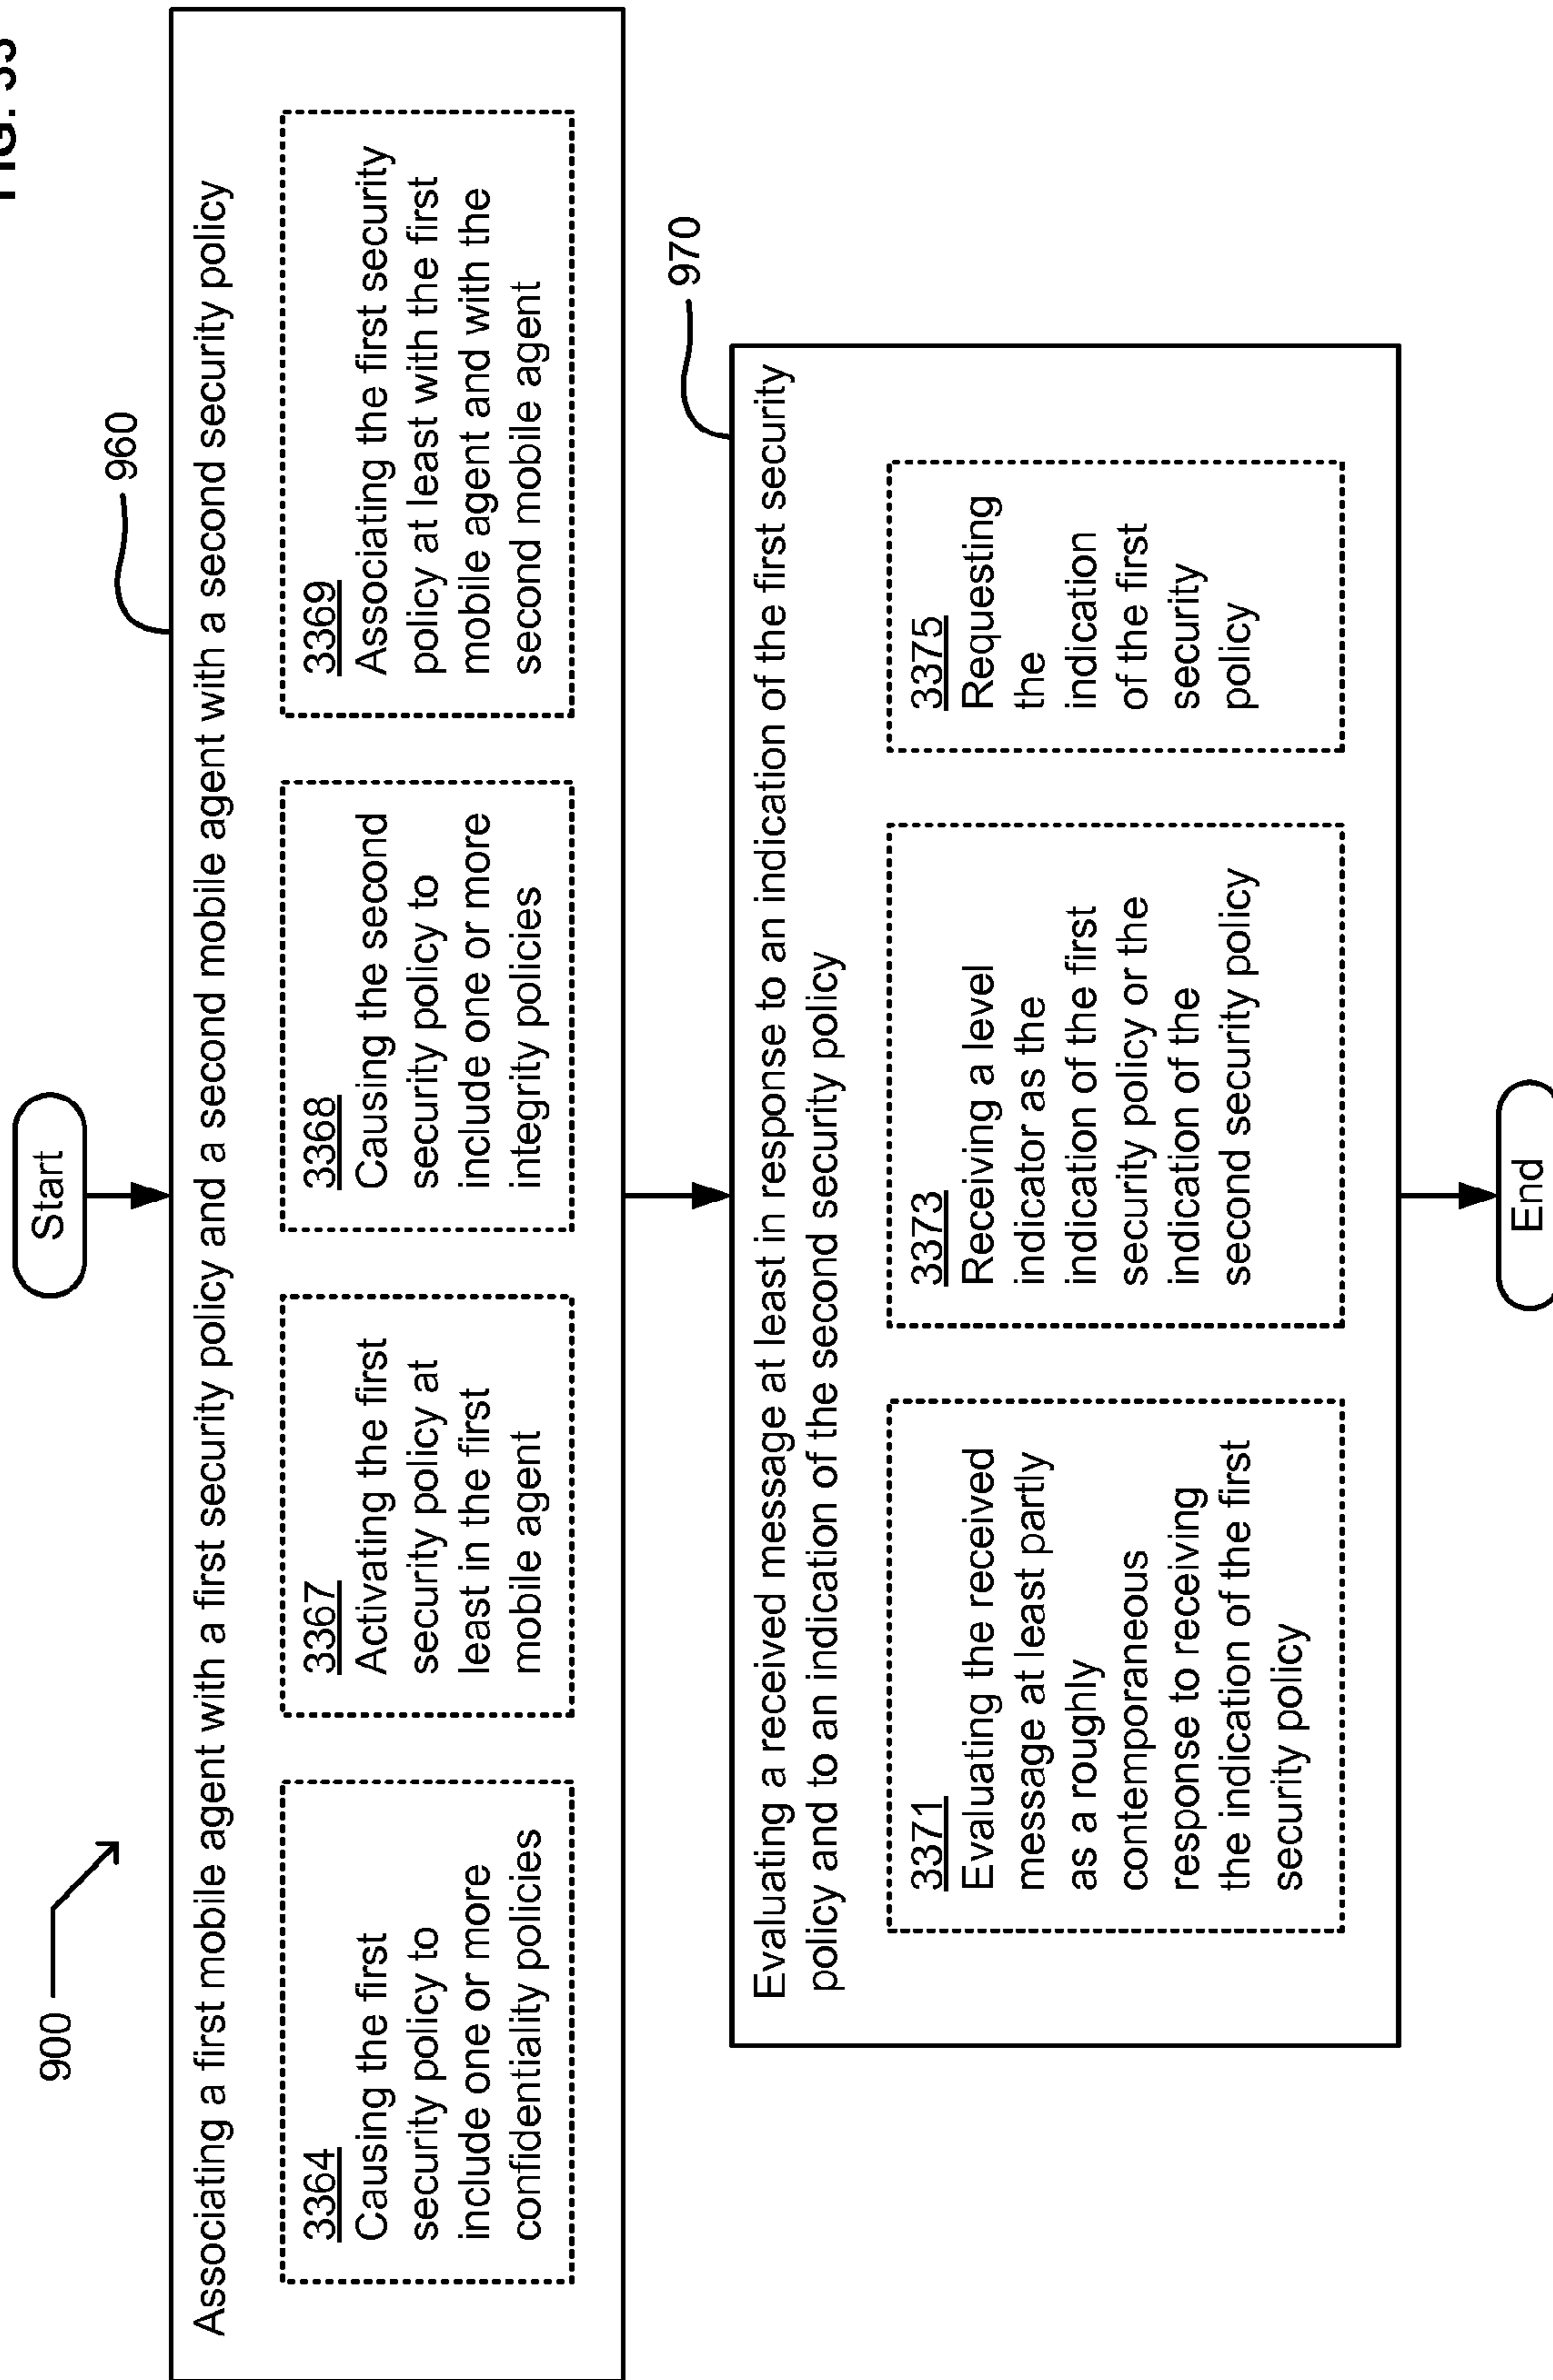 FIG. 33
900
Start
960
Associating a first mobile agent with a first security policy and a second mobile agent with a second security policy
3364
Causing the first
security policy to
include one or more
confidentiality policies
3367
Activating the first
security policy at
least in the first
mobile agent
3368
Causing the second
security policy to
include one or more
integrity policies
3369
Associating the first security
policy at least with the first
mobile agent and with the
second mobile agent
970
Evaluating a received message at least in response to an indication of the first security
policy and to an indication of the second security policy
3371
Evaluating the received
message at least partly
as a roughly
contemporaneous
response to receiving
the indication of the first
security policy
3373
Receiving a level
indicator as the
indication of the first
security policy or the
indication of the
second security policy
3375
Requesting
the
indication
of the first
security
policy
End